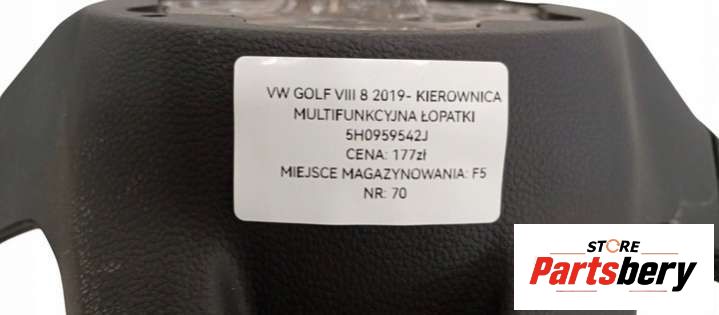 VW GOLF VIII 8 2019- KIEROWNICA
MULTIFUNKCYJNA ŁOPATKI
5H0959542J
CENA: 177zł
MIEJSCE MAGAZYNOWANIA: F5
NR: 70
STORE
Partsbery